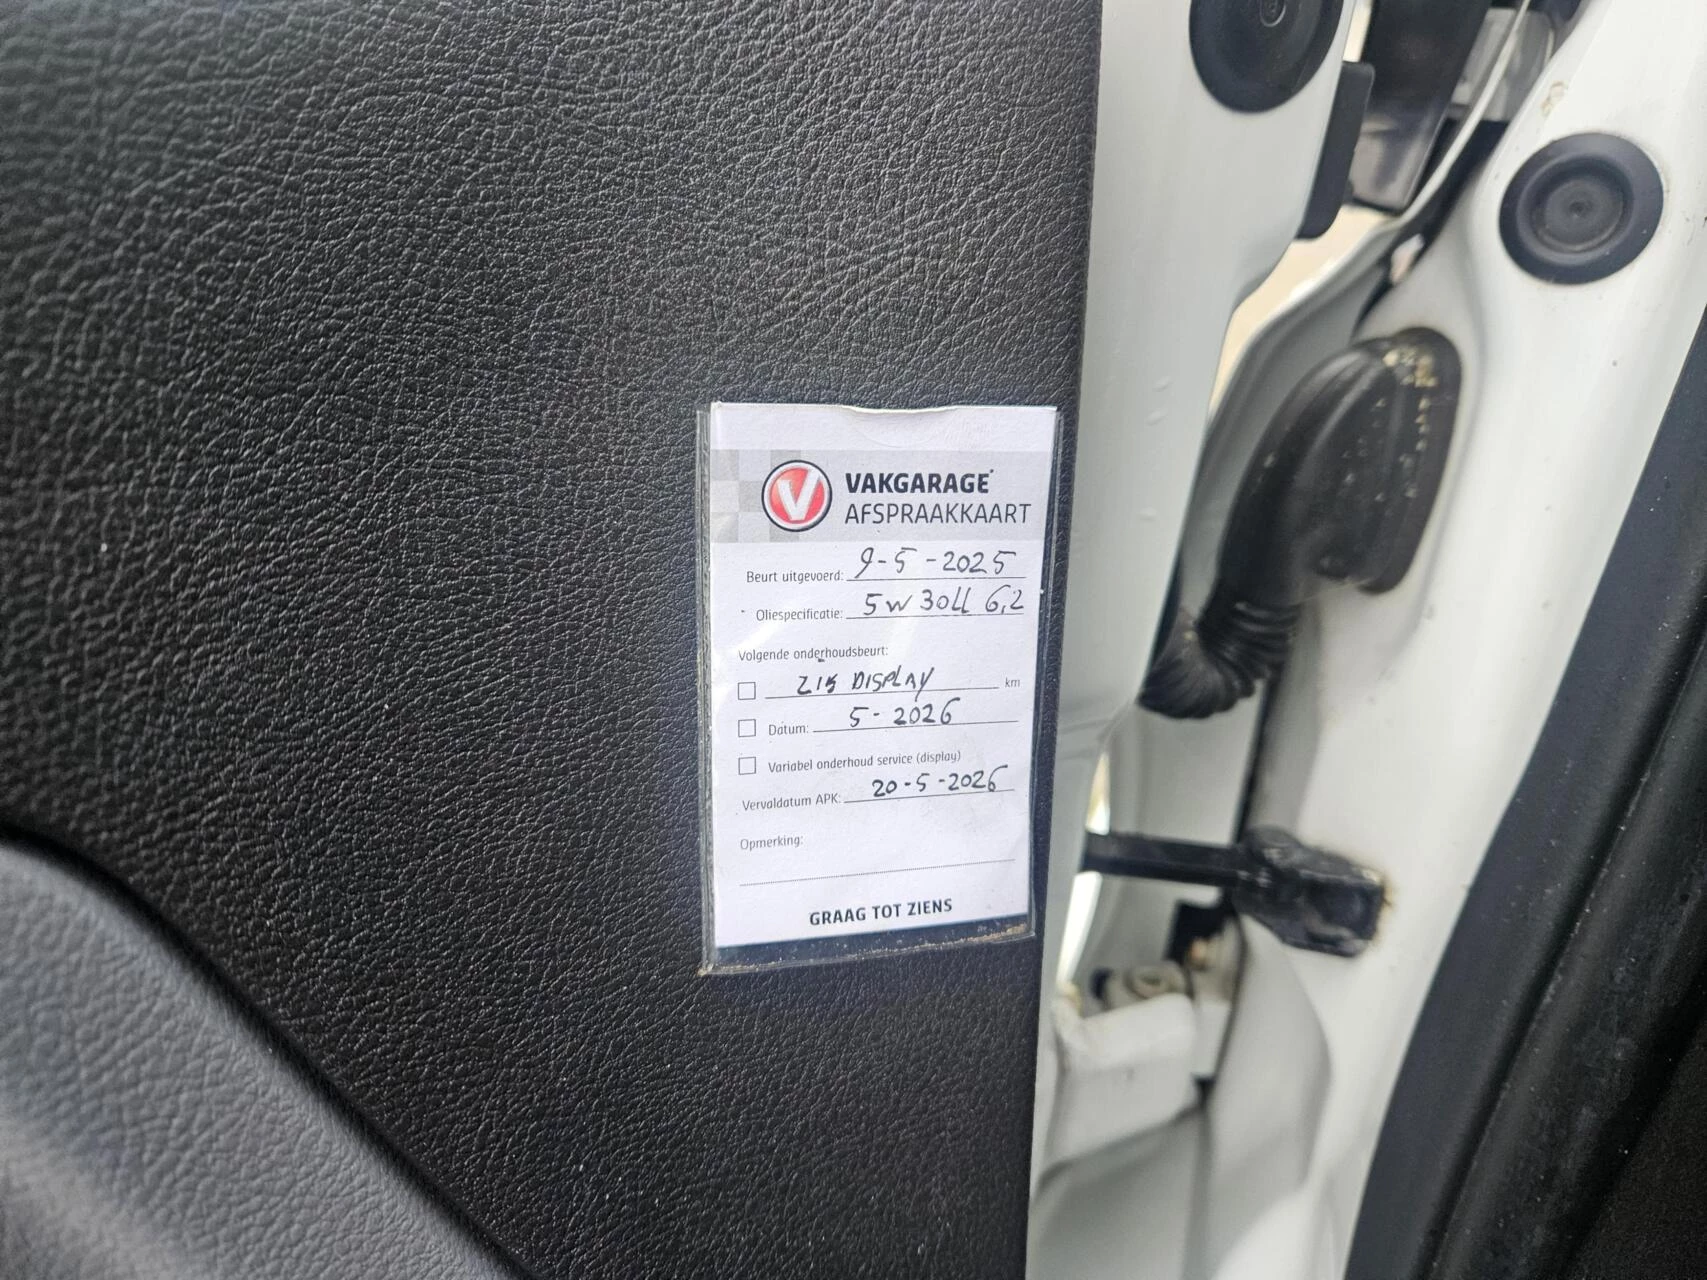 V VAKGARAGE
AFSPRAAKKAART
Beurt uitgevoerd: 9-5-2025
Oliespecificatie: 5W30LL 6,2
Volgende onderhoudsbeurt:
ZIE DISPLAY km
Datum: 5-2026
Variabel onderhoud service (display)
Vervaldatum APK: 20-5-2026
Opmerking:
GRAAG TOT ZIENS